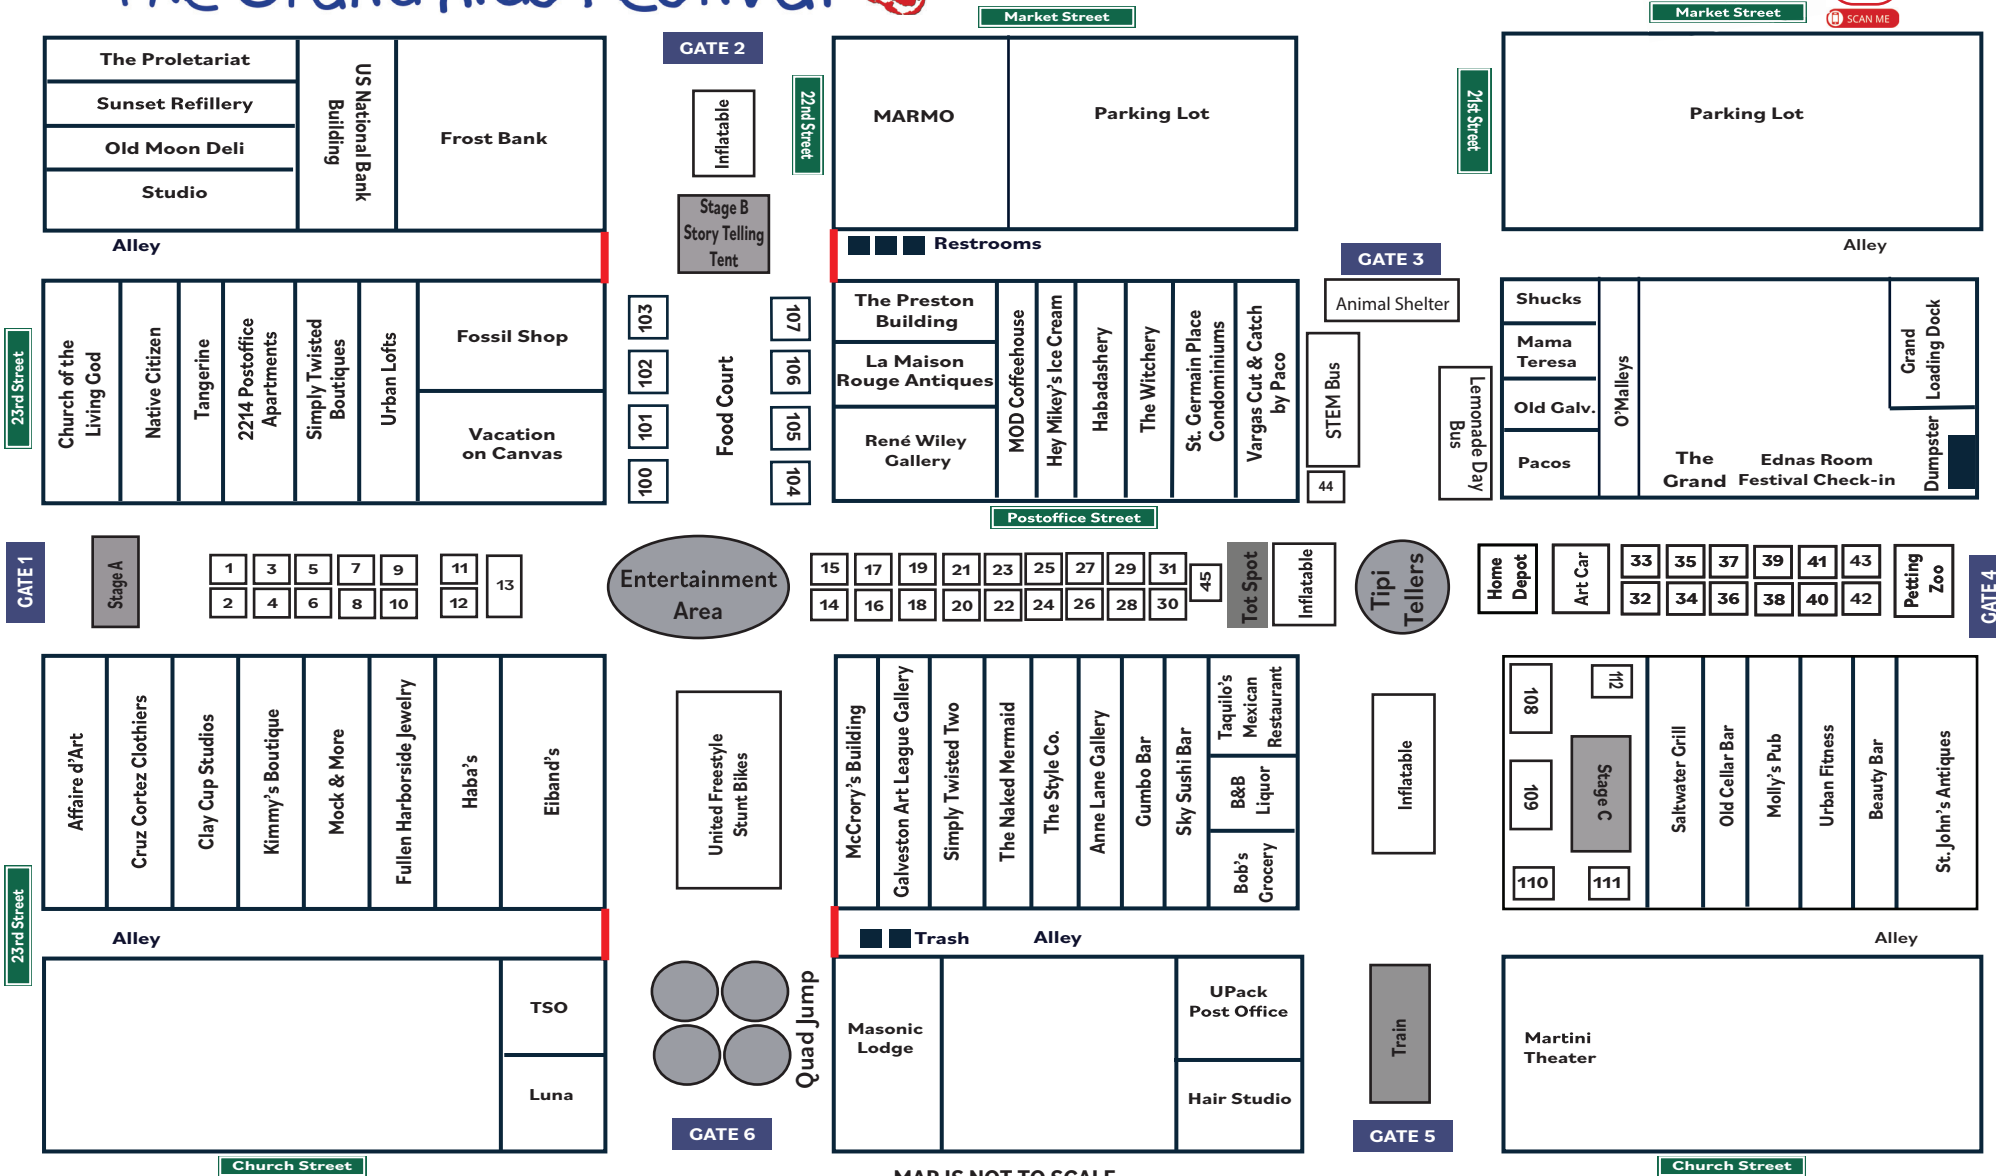 The Grand Kids Festival
Market Street
Market Street
SCAN ME
GATE 2
The Proletariat
Sunset Refillery
Old Moon Deli
Studio
US National Bank
Building
Frost Bank
Inflatable
22nd Street
MARMO
Parking Lot
21st Street
Parking Lot
Stage B
Story Telling
Tent
Alley
Restrooms
GATE 3
Alley
23rd Street
Church of the
Living God
Native Citizen
Tangerine
2214 Postoffice
Apartments
Simply Twisted
Boutiques
Urban Lofts
Fossil Shop
Vacation
on Canvas
103
102
101
100
Food Court
107
106
105
104
The Preston
Building
La Maison
Rouge Antiques
René Wiley
Gallery
MOD Coffeehouse
Hey Mikey's Ice Cream
Habadashery
The Witchery
St. Germain Place
Condominiums
Vargas Cut & Catch
by Paco
Animal Shelter
STEM Bus
44
Lemonade Day
Bus
Shucks
Mama
Teresa
Old Galv.
Pacos
O'Malleys
The
Grand
Ednas Room
Festival Check-in
Grand
Loading Dock
Dumpster
Postoffice Street
GATE 1
Stage A
1 3 5 7 9 11
2 4 6 8 10 12
13
Entertainment
Area
15 17 19 21 23 25 27 29 31
14 16 18 20 22 24 26 28 30
45
Tot Spot
Inflatable
Tipi
Tellers
Home
Depot
Art Car
33 35 37 39 41 43
32 34 36 38 40 42
Petting
Zoo
GATE 4
23rd Street
Affaire d'Art
Cruz Cortez Clothiers
Clay Cup Studios
Kimmy's Boutique
Mock & More
Fullen Harborside Jewelry
Haba's
Eiband's
United Freestyle
Stunt Bikes
McCrory's Building
Galveston Art League Gallery
Simply Twisted Two
The Naked Mermaid
The Style Co.
Anne Lane Gallery
Gumbo Bar
Sky Sushi Bar
Taquilo's
Mexican
Restaurant
B&B
Liquor
Bob's
Grocery
Inflatable
108
109
110
112
Stage C
111
Saltwater Grill
Old Cellar Bar
Molly's Pub
Urban Fitness
Beauty Bar
St. John's Antiques
Alley
Trash
Alley
Alley
TSO
Luna
Quad Jump
Masonic
Lodge
UPack
Post Office
Hair Studio
Train
Martini
Theater
GATE 6
GATE 5
Church Street
MAP IS NOT TO SCALE
Church Street